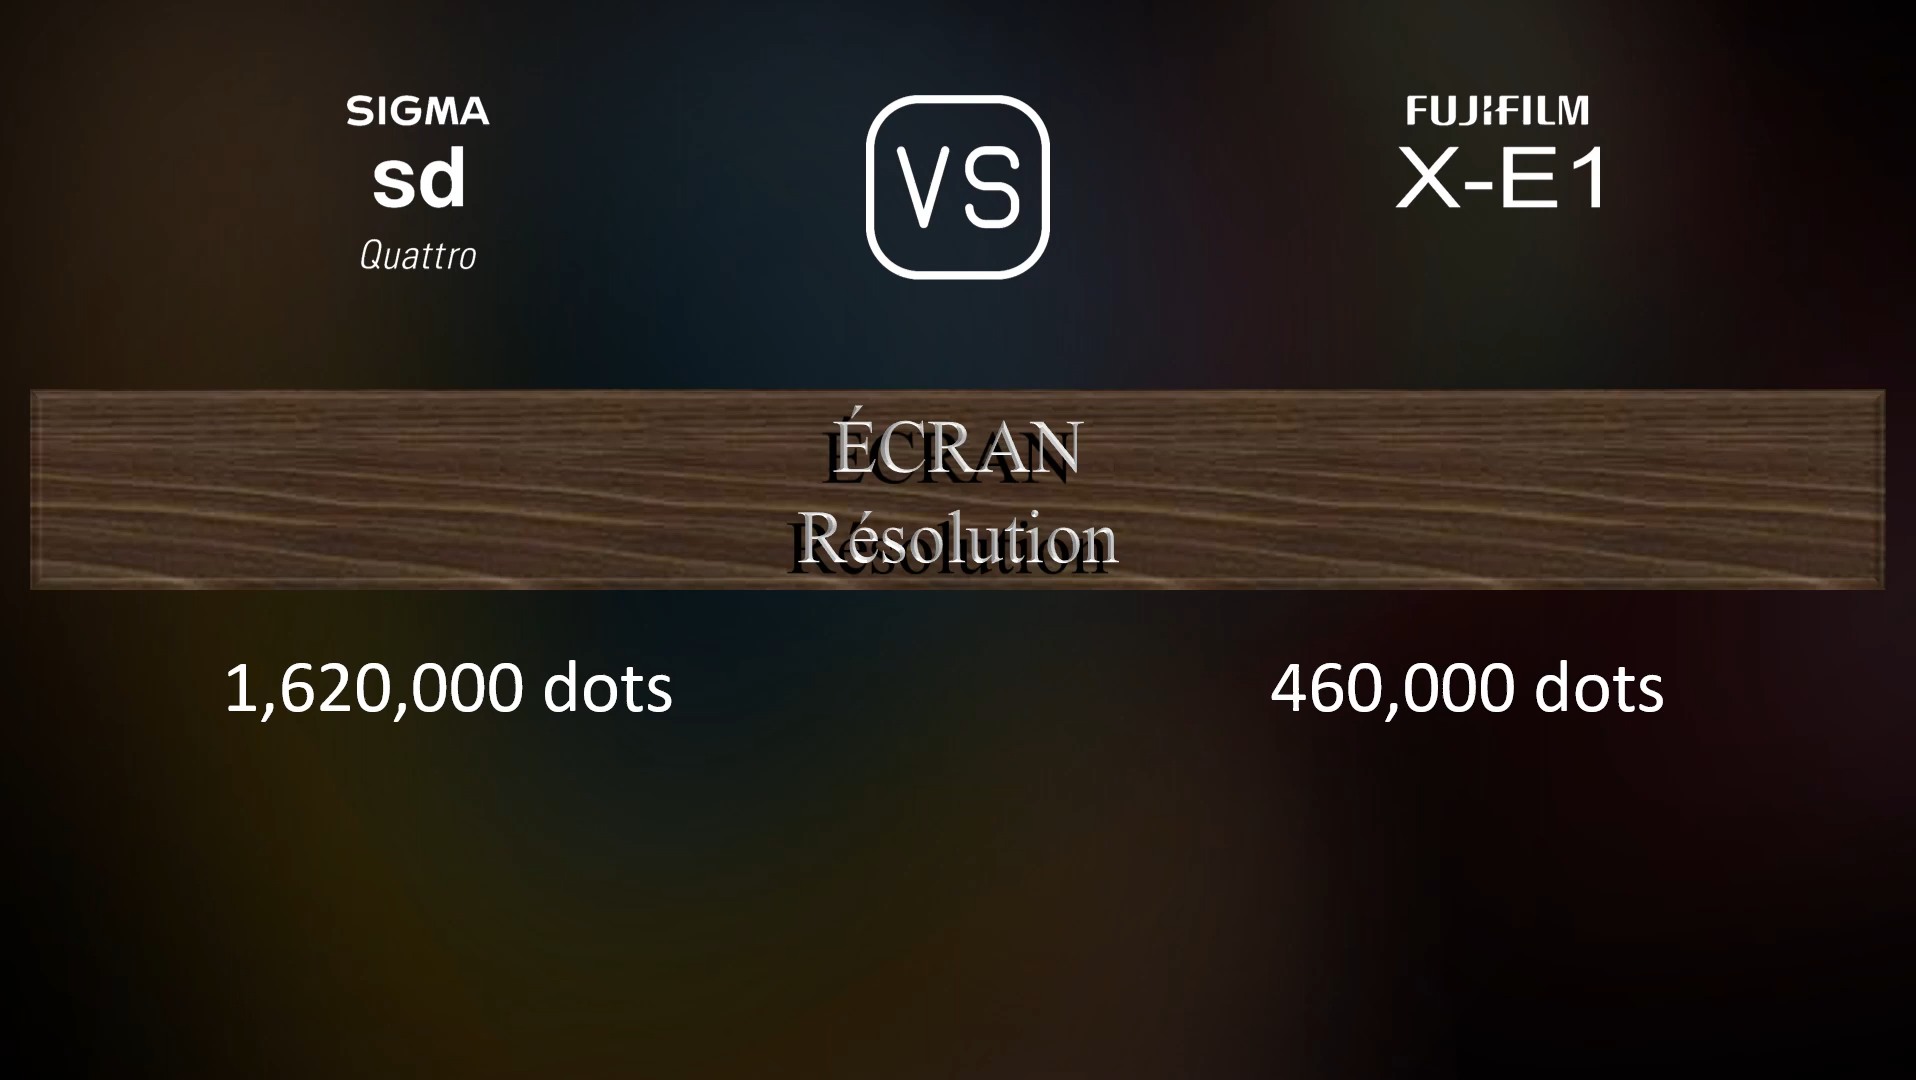 SIGMA
sd
Quattro
VS
FUJIFILM
X-E1
ÉCRAN
Résolution
1,620,000 dots
460,000 dots